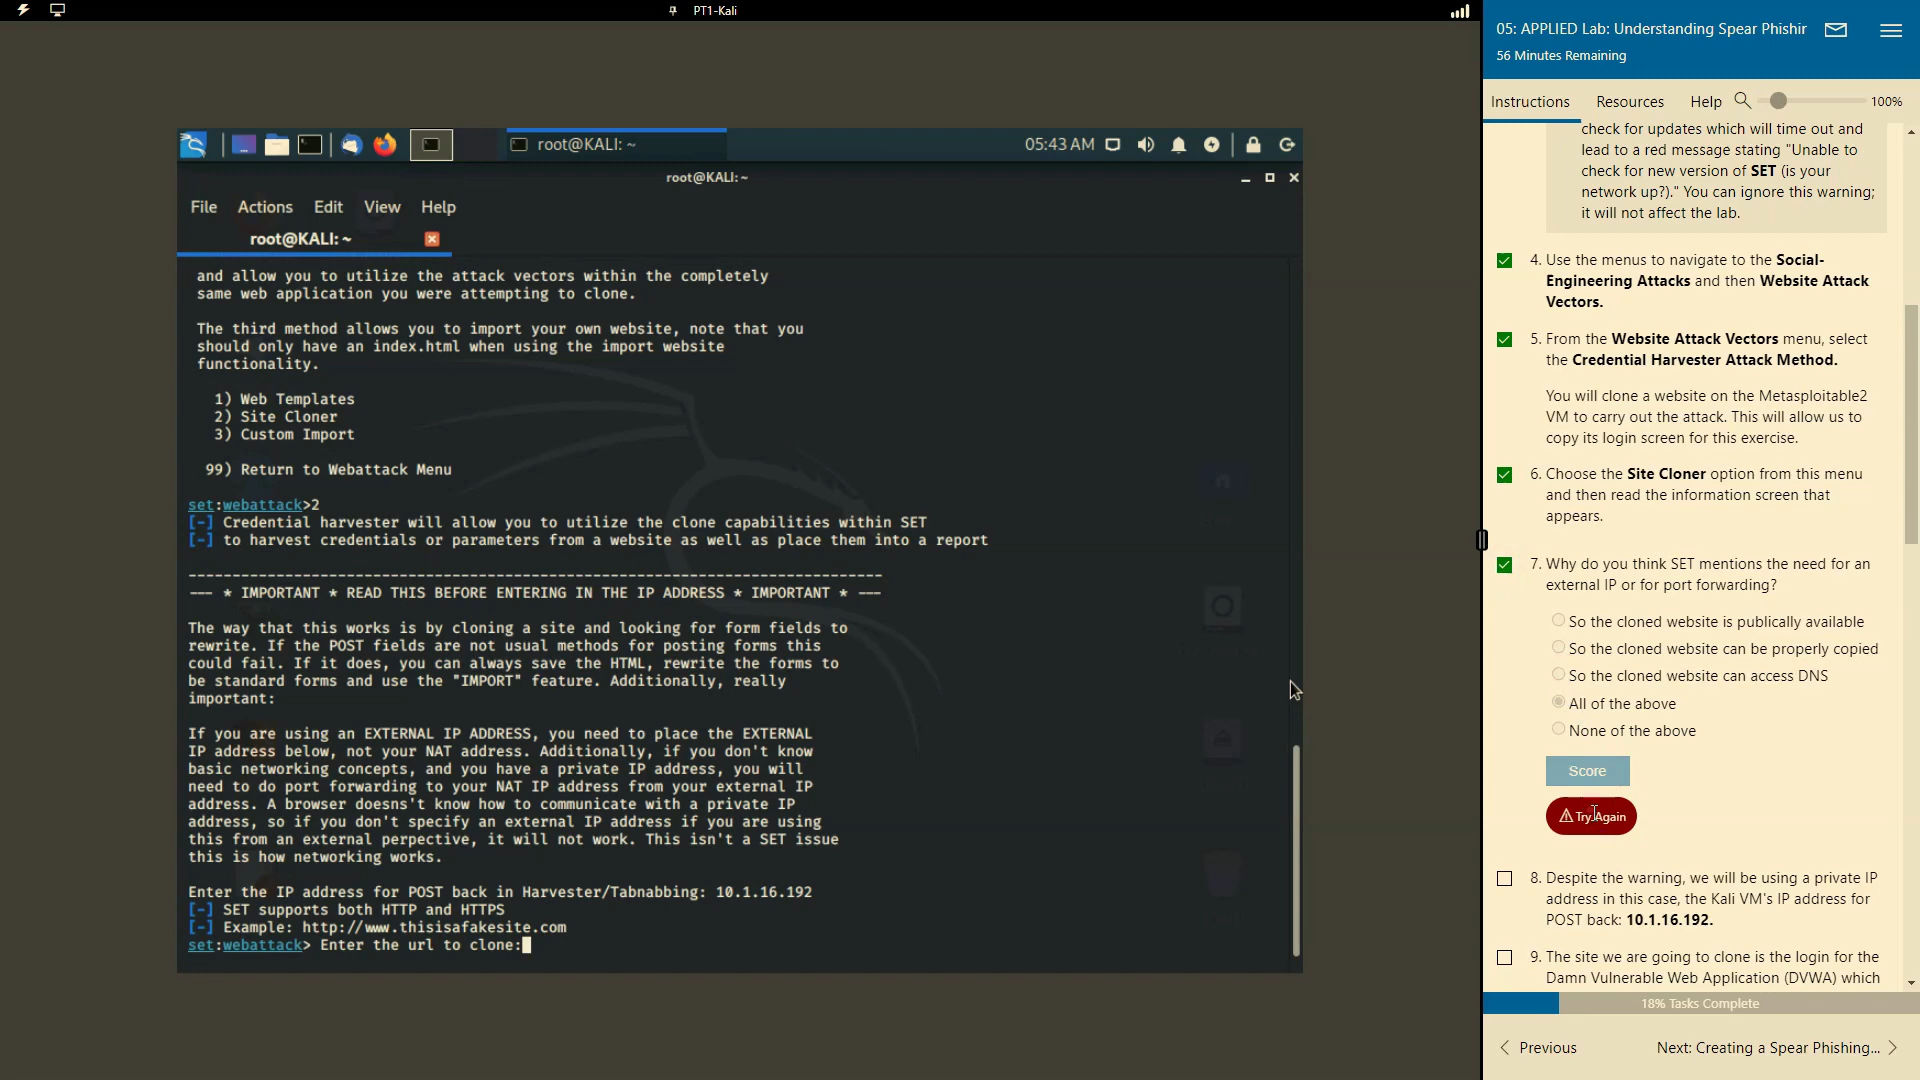 PT1-Kali
root@KALI: ~
05:43 AM
root@KALI: ~
File Actions Edit View Help
root@KALI: ~
and allow you to utilize the attack vectors within the completely
same web application you were attempting to clone.
The third method allows you to import your own website, note that you
should only have an index.html when using the import website
functionality.
1) Web Templates
2) Site Cloner
3) Custom Import
99) Return to Webattack Menu
set:webattack>2
[-] Credential harvester will allow you to utilize the clone capabilities within SET
[-] to harvest credentials or parameters from a website as well as place them into a report
-------------------------------------------------------------------------------
--- * IMPORTANT * READ THIS BEFORE ENTERING IN THE IP ADDRESS * IMPORTANT * ---
The way that this works is by cloning a site and looking for form fields to
rewrite. If the POST fields are not usual methods for posting forms this
could fail. If it does, you can always save the HTML, rewrite the forms to
be standard forms and use the "IMPORT" feature. Additionally, really
important:
If you are using an EXTERNAL IP ADDRESS, you need to place the EXTERNAL
IP address below, not your NAT address. Additionally, if you don't know
basic networking concepts, and you have a private IP address, you will
need to do port forwarding to your NAT IP address from your external IP
address. A browser doesns't know how to communicate with a private IP
address, so if you don't specify an external IP address if you are using
this from an external perpective, it will not work. This isn't a SET issue
this is how networking works.
Enter the IP address for POST back in Harvester/Tabnabbing: 10.1.16.192
[-] SET supports both HTTP and HTTPS
[-] Example: http://www.thisisafakesite.com
set:webattack> Enter the url to clone:
05: APPLIED Lab: Understanding Spear Phishir
56 Minutes Remaining
Instructions Resources Help 100%
check for updates which will time out and
lead to a red message stating "Unable to
check for new version of SET (is your
network up?)." You can ignore this warning;
it will not affect the lab.
4. Use the menus to navigate to the Social-
Engineering Attacks and then Website Attack
Vectors.
5. From the Website Attack Vectors menu, select
the Credential Harvester Attack Method.
You will clone a website on the Metasploitable2
VM to carry out the attack. This will allow us to
copy its login screen for this exercise.
6. Choose the Site Cloner option from this menu
and then read the information screen that
appears.
7. Why do you think SET mentions the need for an
external IP or for port forwarding?
So the cloned website is publically available
So the cloned website can be properly copied
So the cloned website can access DNS
All of the above
None of the above
Score
Try Again
8. Despite the warning, we will be using a private IP
address in this case, the Kali VM's IP address for
POST back: 10.1.16.192.
9. The site we are going to clone is the login for the
Damn Vulnerable Web Application (DVWA) which
18% Tasks Complete
Previous Next: Creating a Spear Phishing...